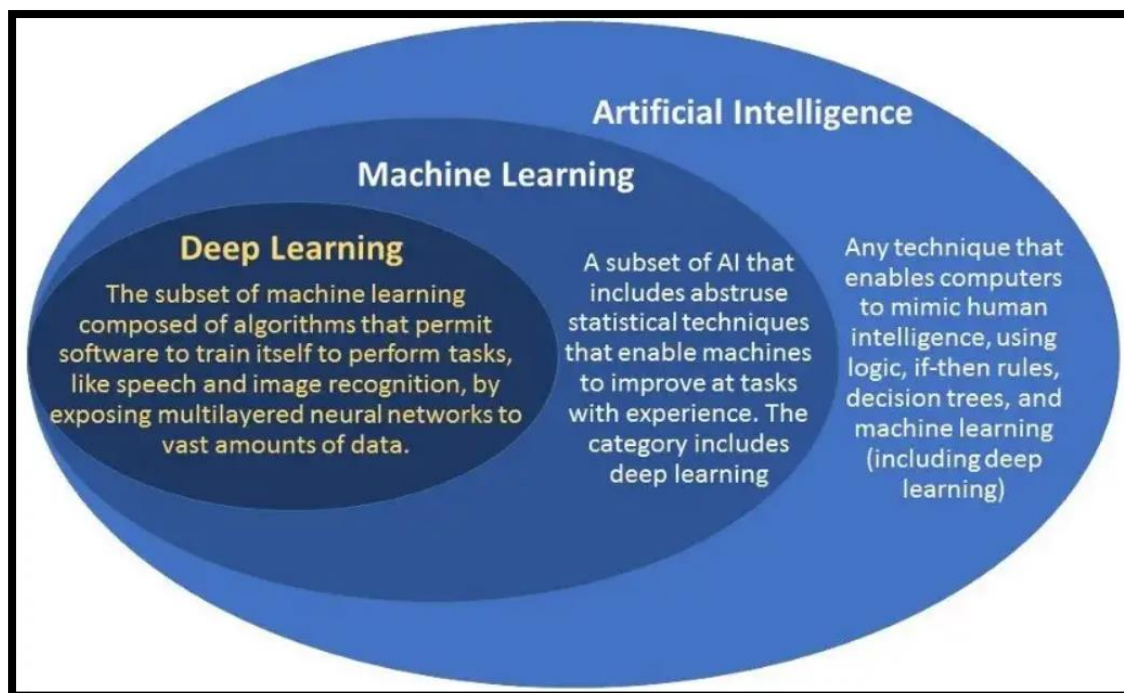 Artificial Intelligence
Machine Learning
Deep Learning
The subset of machine learning
composed of algorithms that permit
software to train itself to perform tasks,
like speech and image recognition, by
exposing multilayered neural networks to
vast amounts of data.
A subset of AI that
includes abstruse
statistical techniques
that enable machines
to improve at tasks
with experience. The
category includes
deep learning
Any technique that
enables computers
to mimic human
intelligence, using
logic, if-then rules,
decision trees, and
machine learning
(including deep
learning)